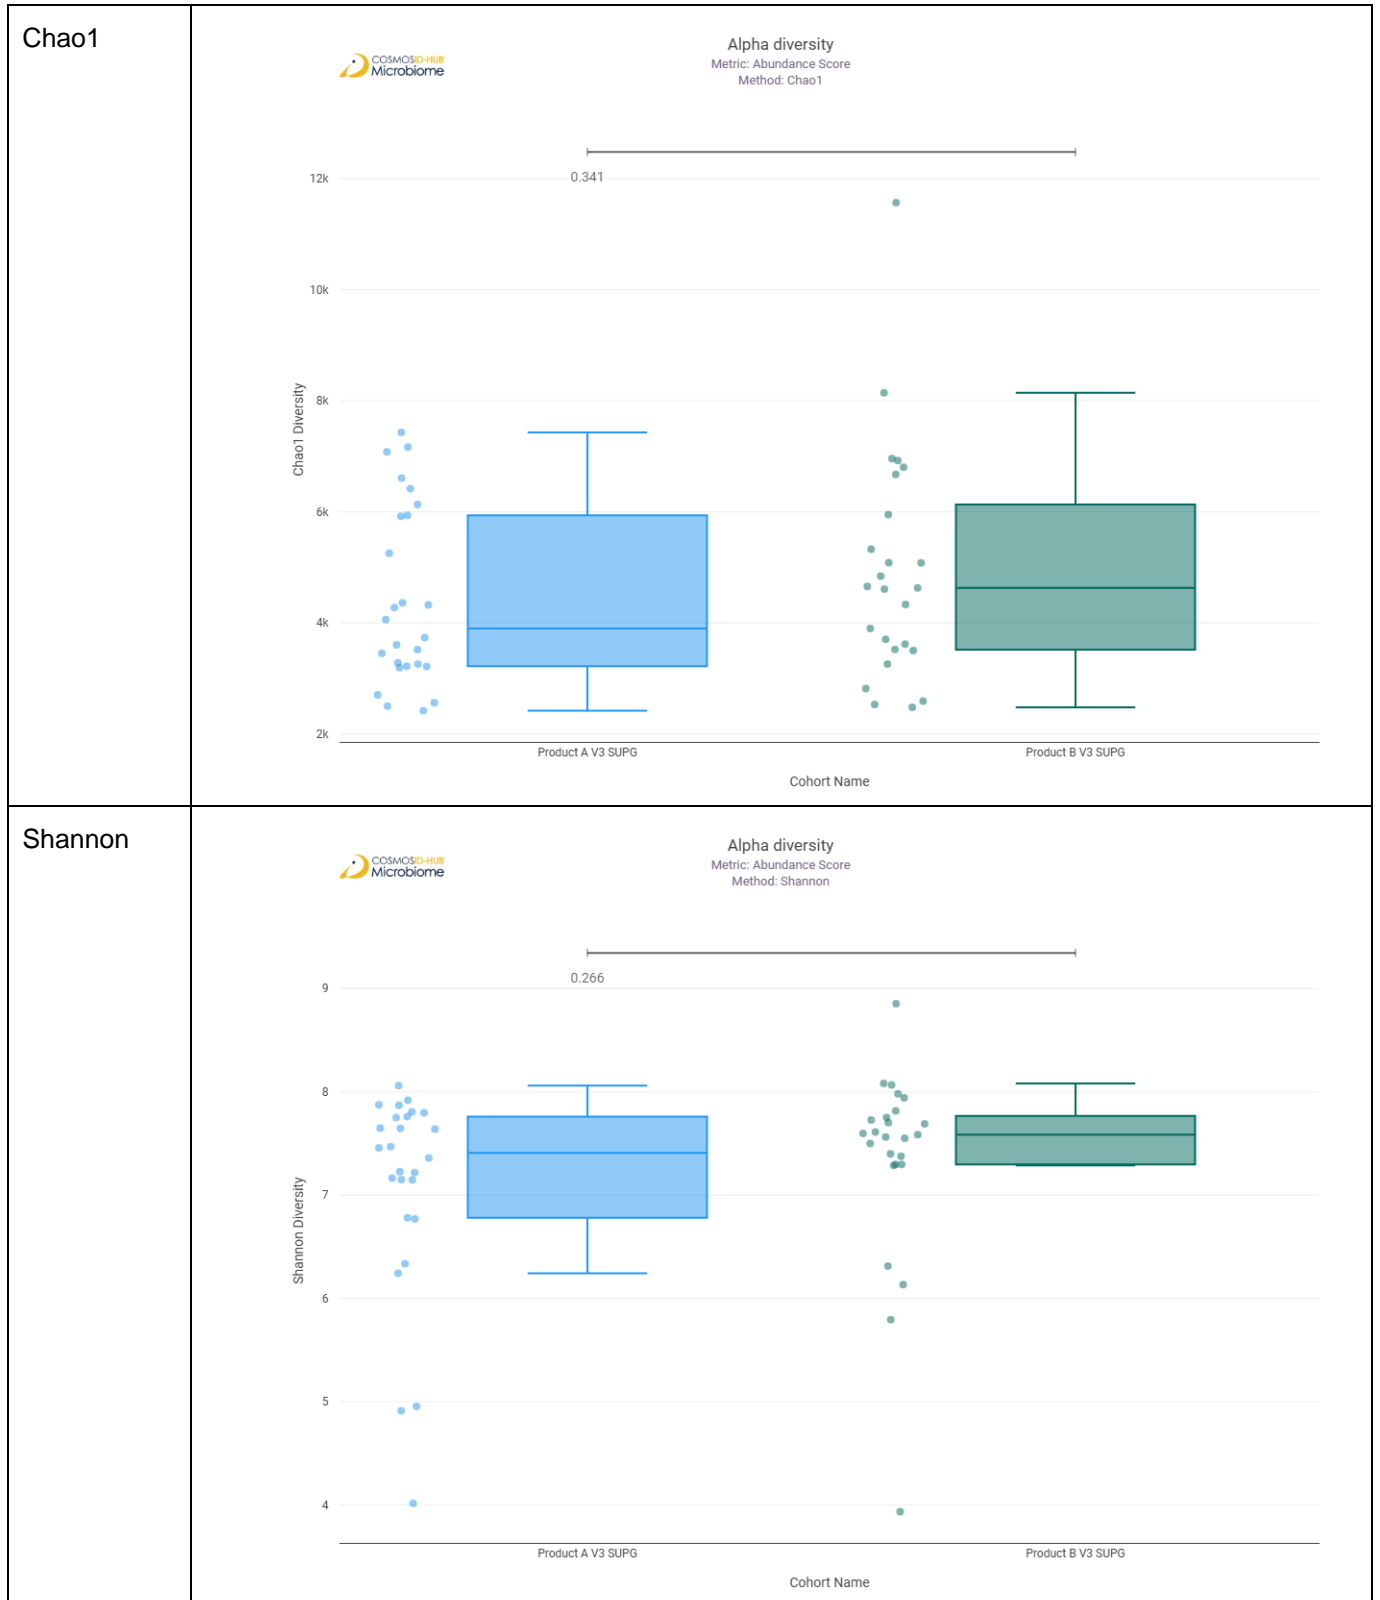 Chao1
COSMOSID-HUB
Microbiome
Alpha diversity
Metric: Abundance Score
Method: Chao1
0.341
12k
10k
8k
6k
4k
2k
Chao1 Diversity
Product A V3 SUPG
Product B V3 SUPG
Cohort Name
Shannon
COSMOSID-HUB
Microbiome
Alpha diversity
Metric: Abundance Score
Method: Shannon
0.266
9
8
7
6
5
4
Shannon Diversity
Product A V3 SUPG
Product B V3 SUPG
Cohort Name